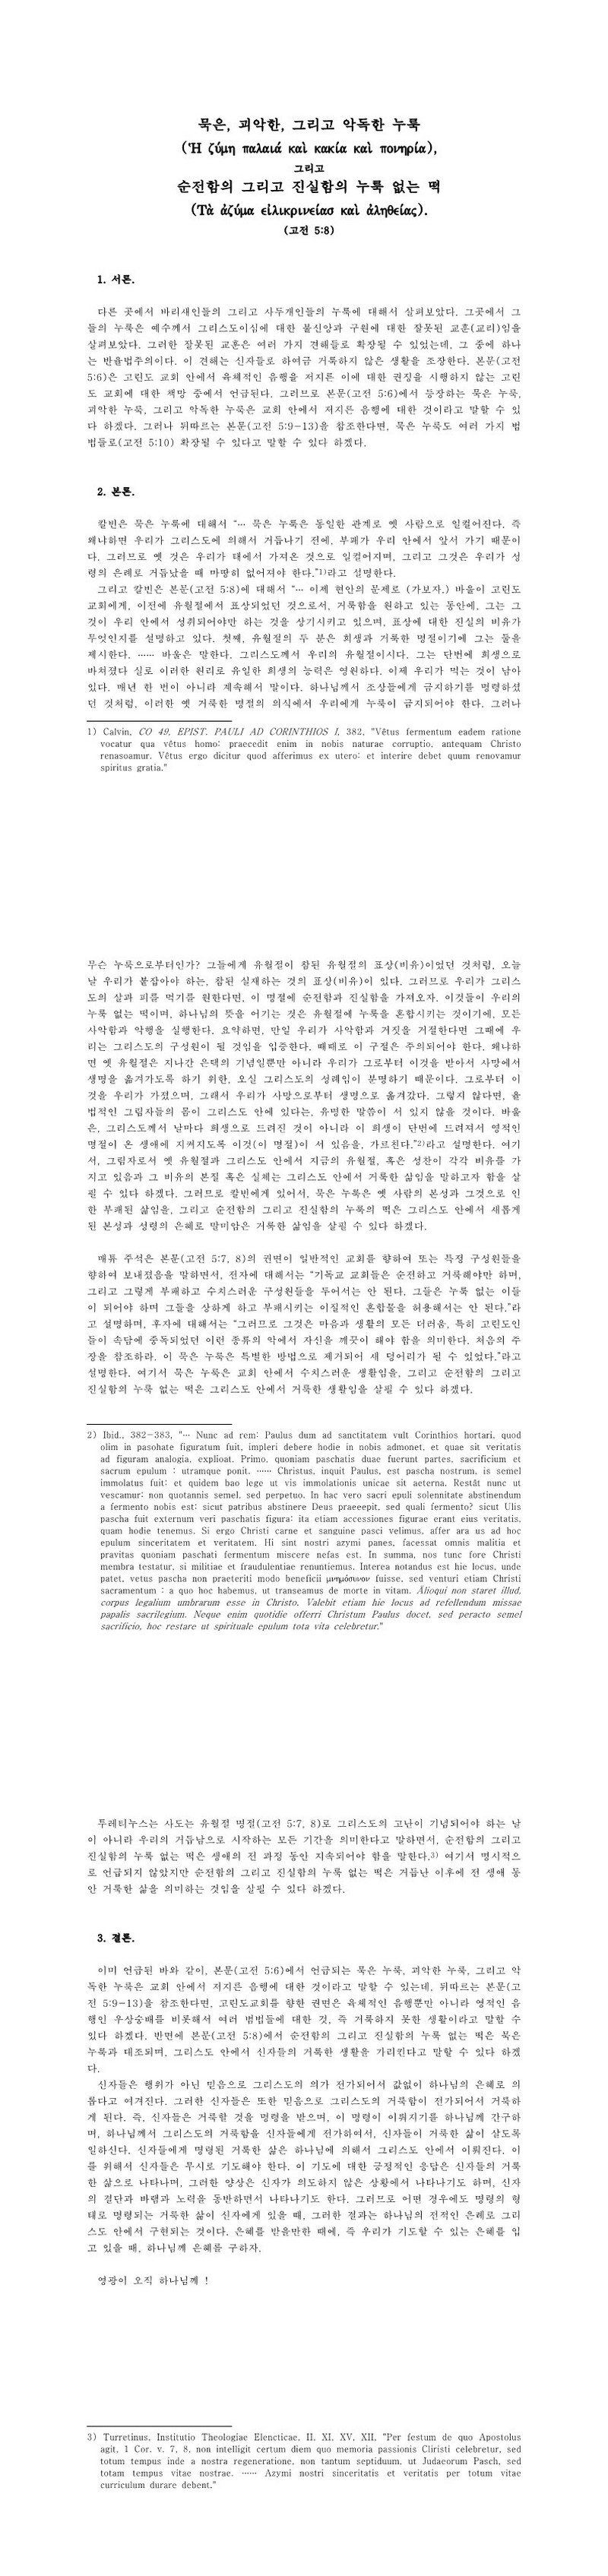 묵은, 괴악한, 그리고 악독한 누룩
(Ἡ ζύμη παλαιά καὶ κακία καὶ πονηρία),
그리고
순전함의 그리고 진실함의 누룩 없는 떡
(Τὰ ἀζύμα εἰλικρινείασ καὶ ἀληθείας).
(고전 5:8)
1. 서론.
다른 곳에서 바리새인들의 그리고 사두개인들의 누룩에 대해서 살펴보았다. 그곳에서 그
들의 누룩은 예수께서 그리스도이심에 대한 불신앙과 구원에 대한 잘못된 교훈(교리)임을
살펴보았다. 그러한 잘못된 교훈은 여러 가지 견해들로 확장될 수 있었는데, 그 중에 하나
는 반율법주의이다. 이 견해는 신자들로 하여금 거룩하지 않은 생활을 조장한다. 본문(고전
5:6)은 고린도 교회 안에서 육체적인 음행을 저지른 이에 대한 권징을 시행하지 않는 고린
도 교회에 대한 책망 중에서 언급된다. 그러므로 본문(고전 5:6)에서 등장하는 묵은 누룩,
괴악한 누룩, 그리고 악독한 누룩은 교회 안에서 저지른 음행에 대한 것이라고 말할 수 있
다 하겠다. 그러나 뒤따르는 본문(고전 5:9-13)을 참조한다면, 묵은 누룩도 여러 가지 범
법들로(고전 5:10) 확장될 수 있다고 말할 수 있다 하겠다.
2. 본론.
칼빈은 묵은 누룩에 대해서 “… 묵은 누룩은 동일한 관계로 옛 사람으로 일컬어진다. 즉
왜냐하면 우리가 그리스도에 의해서 거듭나기 전에, 부패가 우리 안에서 앞서 가기 때문이
다. 그러므로 옛 것은 우리가 태에서 가져온 것으로 일컬어지며, 그리고 그것은 우리가 성
령의 은혜로 거듭났을 때 마땅히 없어져야 한다.”1)라고 설명한다.
그리고 칼빈은 본문(고전 5:8)에 대해서 “… 이제 현안의 문제로 (가보자.) 바울이 고린도
교회에게, 이전에 유월절에서 표상되었던 것으로서, 거룩함을 원하고 있는 동안에, 그는 그
것이 우리 안에서 성취되어야만 하는 것을 상기시키고 있으며, 표상에 대한 진실의 비유가
무엇인지를 설명하고 있다. 첫째, 유월절의 두 분은 희생과 거룩한 명절이기에 그는 둘을
제시한다. …… 바울은 말한다. 그리스도께서 우리의 유월절이시다. 그는 단번에 희생으로
바쳐졌다 실로 이러한 원리로 유일한 희생의 능력은 영원하다. 이제 우리가 먹는 것이 남아
있다. 매년 한 번이 아니라 계속해서 말이다. 하나님께서 조상들에게 금지하기를 명령하셨
던 것처럼, 이러한 옛 거룩한 명절의 의식에서 우리에게 누룩이 금지되어야 한다. 그러나
1) Calvin, CO 49, EPIST. PAULI AD CORINTHIOS I, 382, "Vêtus fermentum eadem ratione
vocatur qua vêtus homo: praecedit enim in nobis naturae corruptio, antequam Christo
renasoamur. Vêtus ergo dicitur quod afferimus ex utero: et interire debet quum renovamur
spiritus gratia."
무슨 누룩으로부터인가? 그들에게 유월절이 참된 유월절의 표상(비유)이었던 것처럼, 오늘
날 우리가 붙잡아야 하는, 참된 실재하는 것의 표상(비유)이 있다. 그러므로 우리가 그리스
도의 살과 피를 먹기를 원한다면, 이 명절에 순전함과 진실함을 가져오자. 이것들이 우리의
누룩 없는 떡이며, 하나님의 뜻을 어기는 것은 유월절에 누룩을 혼합시키는 것이기에, 모든
사악함과 악행을 실행한다. 요약하면, 만일 우리가 사악함과 거짓을 거절한다면 그때에 우
리는 그리스도의 구성원이 될 것임을 입증한다. 때때로 이 구절은 주의되어야 한다. 왜냐하
면 옛 유월절은 지나간 은택의 기념일뿐만 아니라 우리가 그로부터 이것을 받아서 사망에서
생명을 옮겨가도록 하기 위한, 오실 그리스도의 성례임이 분명하기 때문이다. 그로부터 이
것을 우리가 가졌으며, 그래서 우리가 사망으로부터 생명으로 옮겨갔다. 그렇지 않다면, 율
법적인 그림자들의 몸이 그리스도 안에 있다는, 유명한 말씀이 서 있지 않을 것이다. 바울
은, 그리스도께서 날마다 희생으로 드려진 것이 아니라 이 희생이 단번에 드려져서 영적인
명절이 온 생애에 지켜지도록 이것(이 명절)이 서 있음을, 가르친다.”2)라고 설명한다. 여기
서, 그림자로서 옛 유월절과 그리스도 안에서 지금의 유월절, 혹은 성찬이 각각 비유를 가
지고 있음과 그 비유의 본질 혹은 실체는 그리스도 안에서 거룩한 삶임을 말하고자 함을 살
필 수 있다 하겠다. 그러므로 칼빈에게 있어서, 묵은 누룩은 옛 사람의 본성과 그것으로 인
한 부패된 삶임을, 그리고 순전함의 그리고 진실함의 누룩의 떡은 그리스도 안에서 새롭게
된 본성과 성령의 은혜로 말미암은 거룩한 삶임을 살필 수 있다 하겠다.
매튜 주석은 본문(고전 5:7, 8)의 권면이 일반적인 교회를 향하여 또는 특정 구성원들을
향하여 보내졌음을 말하면서, 전자에 대해서는 “기독교 교회들은 순전하고 거룩해야만 하며,
그리고 그렇게 부패하고 수치스러운 구성원들을 두어서는 안 된다. 그들은 누룩 없는 이들
이 되어야 하며 그들을 상하게 하고 부패시키는 이질적인 혼합물을 허용해서는 안 된다.”라
고 설명하며, 후자에 대해서는 “그러므로 그것은 마음과 생활의 모든 더러움, 특히 고린도인
들이 속담에 중독되었던 이런 종류의 악에서 자신을 깨끗이 해야 함을 의미한다. 처음의 주
장을 참조하라. 이 묵은 누룩은 특별한 방법으로 제거되어 새 덩어리가 될 수 있었다.”라고
설명한다. 여기서 묵은 누룩은 교회 안에서 수치스러운 생활임을, 그리고 순전함의 그리고
진실함의 누룩 없는 떡은 그리스도 안에서 거룩한 생활임을 살필 수 있다 하겠다.
2) Ibid., 382-383, "… Nunc ad rem: Paulus dum ad sanctitatem vult Corinthios hortari, quod
olim in pasohate figuratum fuit, impleri debere hodie in nobis admonet, et quae sit veritatis
ad figuram analogia, explioat. Primo, quoniam paschatis duae fuerunt partes, sacrificium et
sacrum epulum : utramque ponit. …… Christus, inquit Paulus, est pascha nostrum, is semel
immolatus fuit: et quidem bao lege ut vis immolationis unicae sit aeterna. Restât nunc ut
vescamur: non quotannis semel, sed perpetuo. In hac vero sacri epuli solennitate abstinendum
a fermento nobis est: sicut patribus abstinere Deus praeeepit, sed quali fermento? sicut Ulis
pascha fuit externum veri paschatis figura: ita etiam accessiones figurae erant eius veritatis,
quam hodie tenemus. Si ergo Christi carne et sanguine pasci velimus, affer ara us ad hoc
epulum sinceritatem et veritatem. Hi sint nostri azymi panes, facessat omnis malitia et
pravitas quoniam paschati fermentum miscere nefas est. In summa, nos tunc fore Christi
membra testatur, si militiae et fraudulentiae renuntiemus. Interea notandus est hie locus, unde
patet, vetus pascha non praeteriti modo beneficii μνημόσυνον fuisse, sed venturi etiam Christi
sacramentum : a quo hoc habemus, ut transeamus de morte in vitam. Âlioqui non staret illud,
corpus legalium umbrarum esse in Christo. Valebit etiam hie locus ad refellendum missae
papalis sacrilegium. Neque enim quotidie offerri Christum Paulus docet, sed peracto semel
sacrificio, hoc restare ut spirituale epulum tota vita celebretur."
투레티누스는 사도는 유월절 명절(고전 5:7, 8)로 그리스도의 고난이 기념되어야 하는 날
이 아니라 우리의 거듭남으로 시작하는 모든 기간을 의미한다고 말하면서, 순전함의 그리고
진실함의 누룩 없는 떡은 생애의 전 과정 동안 지속되어야 함을 말한다.3) 여기서 명시적으
로 언급되지 않았지만 순전함의 그리고 진실함의 누룩 없는 떡은 거듭난 이후에 전 생애 동
안 거룩한 삶을 의미하는 것임을 살필 수 있다 하겠다.
3. 결론.
이미 언급된 바와 같이, 본문(고전 5:6)에서 언급되는 묵은 누룩, 괴악한 누룩, 그리고 악
독한 누룩은 교회 안에서 저지른 음행에 대한 것이라고 말할 수 있는데, 뒤따르는 본문(고
전 5:9-13)을 참조한다면, 고린도교회를 향한 권면은 육체적인 음행뿐만 아니라 영적인 음
행인 우상숭배를 비롯해서 여러 범법들에 대한 것, 즉 거룩하지 못한 생활이라고 말할 수
있다 하겠다. 반면에 본문(고전 5:8)에서 순전함의 그리고 진실함의 누룩 없는 떡은 묵은
누룩과 대조되며, 그리스도 안에서 신자들의 거룩한 생활을 가리킨다고 말할 수 있다 하겠
다.
신자들은 행위가 아닌 믿음으로 그리스도의 의가 전가되어서 값없이 하나님의 은혜로 의
롭다고 여겨진다. 그러한 신자들은 또한 믿음으로 그리스도의 거룩함이 전가되어서 거룩하
게 된다. 즉, 신자들은 거룩할 것을 명령을 받으며, 이 명령이 이뤄지기를 하나님께 간구하
며, 하나님께서 그리스도의 거룩함을 신자들에게 전가하여서, 신자들이 거룩한 삶이 살도록
일하신다. 신자들에게 명령된 거룩한 삶은 하나님에 의해서 그리스도 안에서 이뤄진다. 이
를 위해서 신자들은 무시로 기도해야 한다. 이 기도에 대한 긍정적인 응답은 신자들의 거룩
한 삶으로 나타나며, 그러한 양상은 신자가 의도하지 않은 상황에서 나타나기도 하며, 신자
의 결단과 바램과 노력을 동반하면서 나타나기도 한다. 그러므로 어떤 경우에도 명령의 형
태로 명령되는 거룩한 삶이 신자에게 있을 때, 그러한 결과는 하나님의 전적인 은혜로 그리
스도 안에서 구현되는 것이다. 은혜를 받을만한 때에, 즉 우리가 기도할 수 있는 은혜를 입
고 있을 때, 하나님께 은혜를 구하자.
영광이 오직 하나님께 !
3) Turretinus, Institutio Theologiae Elencticae, II, XI, XV, XII, "Per festum de quo Apostolus
agit, 1 Cor. v. 7, 8, non intelligit certum diem quo memoria passionis Cliristi celebretur, sed
totum tempus inde a nostra regeneratione, non tantum septiduum, ut Judaeorum Pasch, sed
totam tempus vitae nostrae. …… Azymi nostri sinceritatis et veritatis per totum vitae
curriculum durare debent."